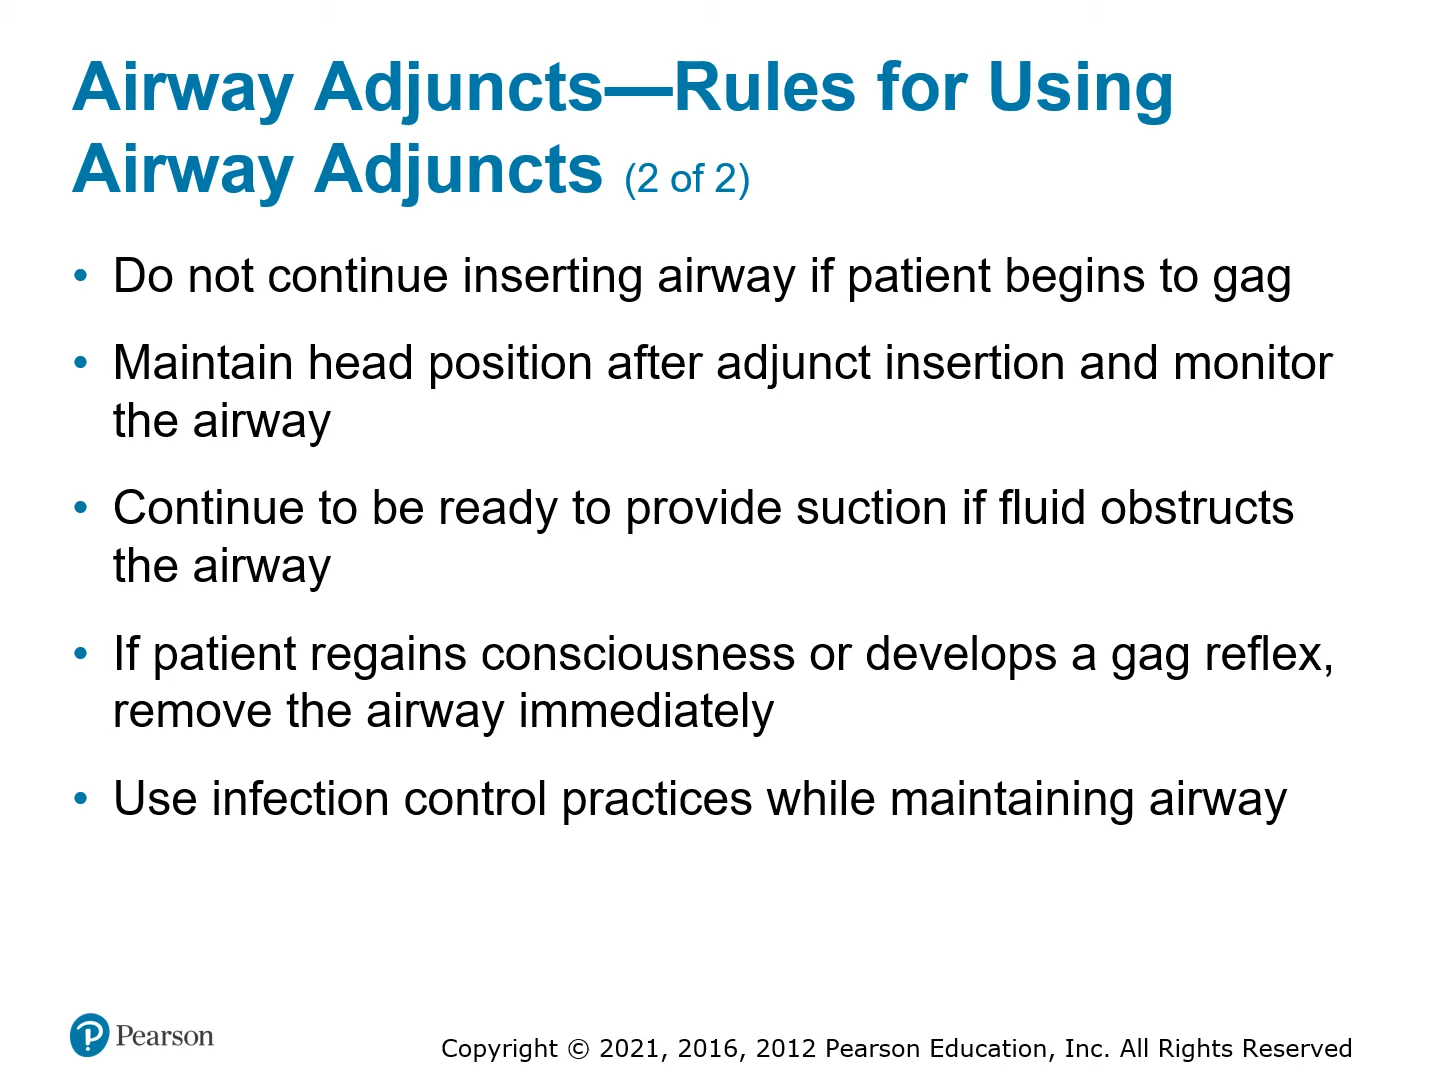 Airway Adjuncts—Rules for Using
Airway Adjuncts (2 of 2)
• Do not continue inserting airway if patient begins to gag
• Maintain head position after adjunct insertion and monitor
the airway
• Continue to be ready to provide suction if fluid obstructs
the airway
• If patient regains consciousness or develops a gag reflex,
remove the airway immediately
• Use infection control practices while maintaining airway
Pearson
Copyright © 2021, 2016, 2012 Pearson Education, Inc. All Rights Reserved